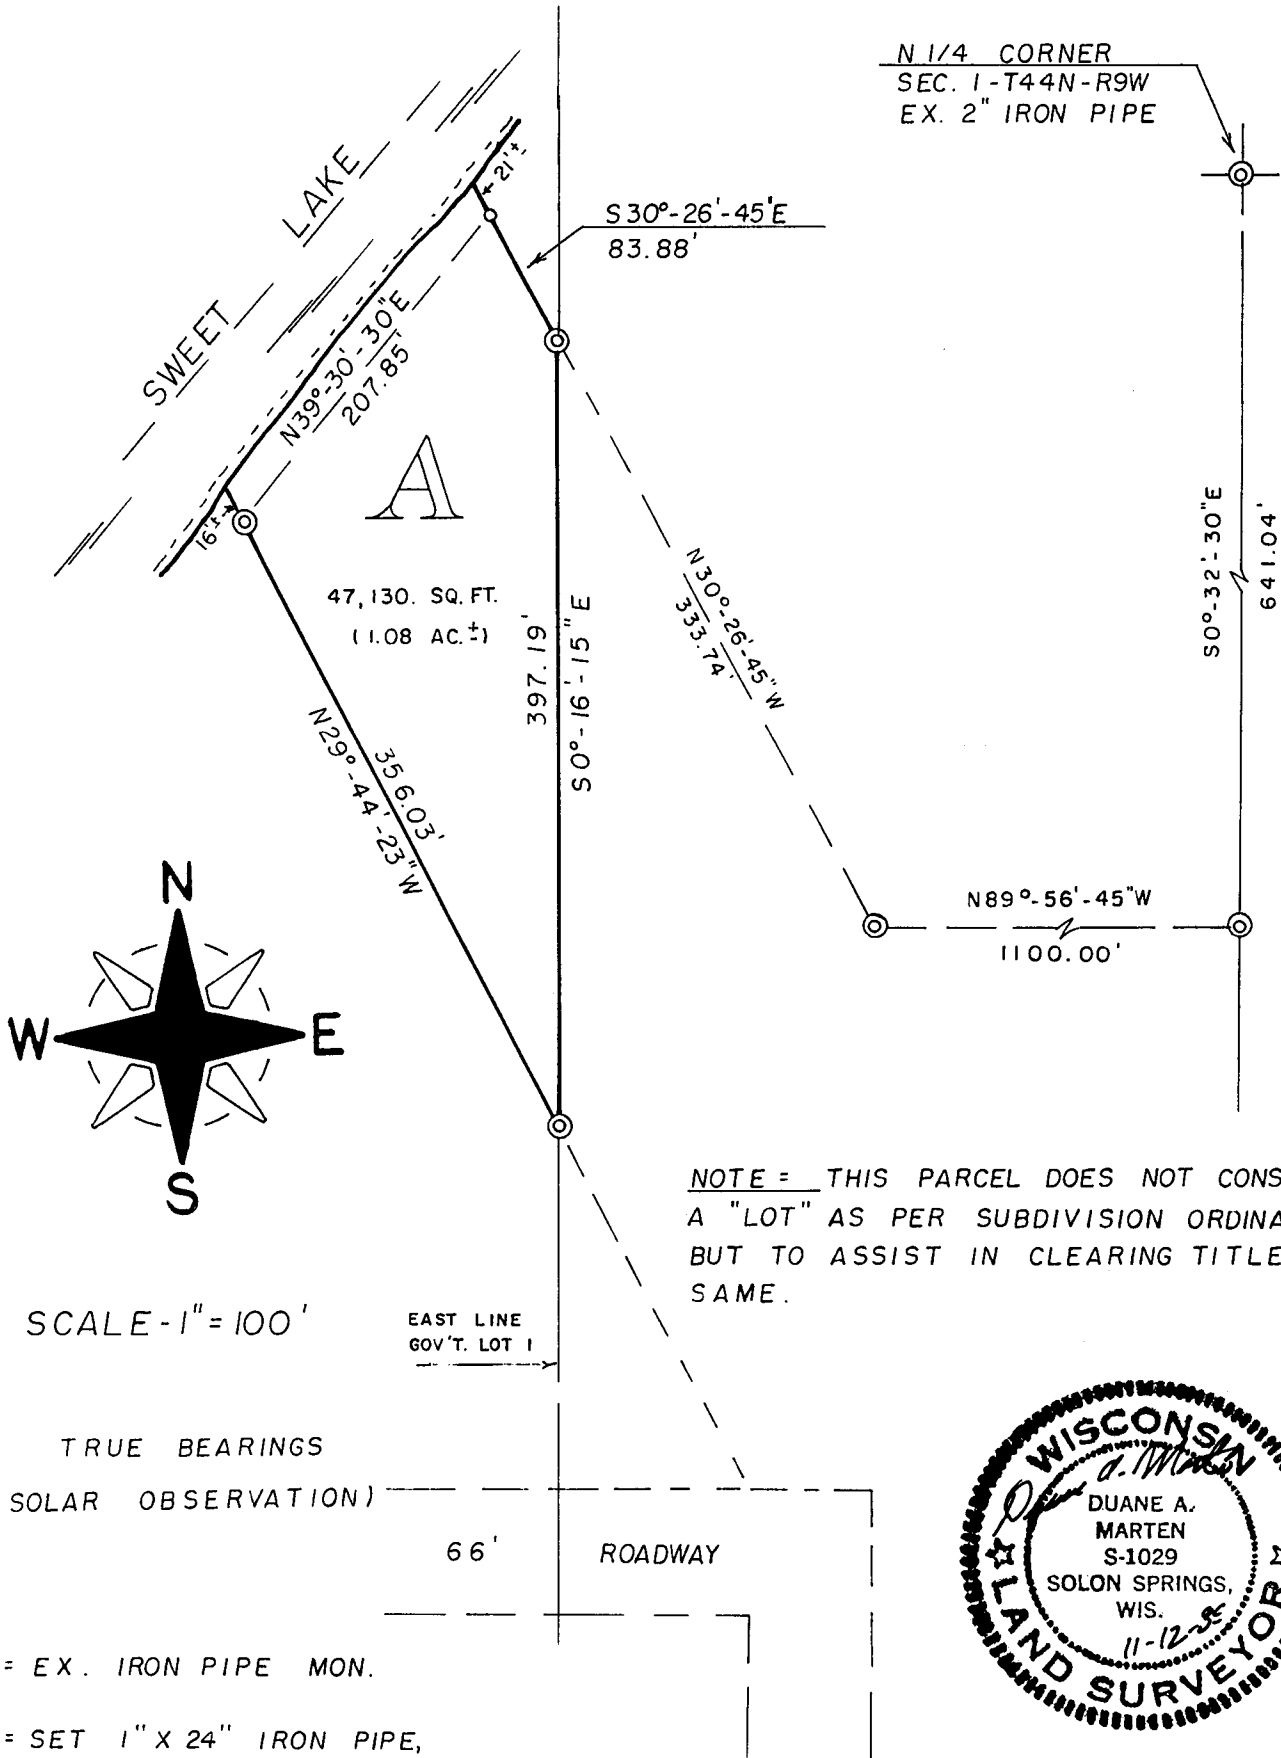 N 1/4 CORNER
SEC. 1-T44N-R9W
EX. 2" IRON PIPE
SWEET LAKE
21'±
S30°-26'-45'E
83.88'
N39°-30'-30"E
207.85'
16'±
A
47,130. SQ. FT.
(1.08 AC.±)
397.19'
S0°-16'-15"E
N30°-26'-45"W
333.74'
S0°-32'-30"E
641.04'
356.03'
N29°-44'-23"W
N89°-56'-45"W
1100.00'
N
W E
S
NOTE = THIS PARCEL DOES NOT CONS
A "LOT" AS PER SUBDIVISION ORDINA
BUT TO ASSIST IN CLEARING TITLE
SAME.
SCALE-1"=100'
EAST LINE
GOV'T. LOT 1
TRUE BEARINGS
SOLAR OBSERVATION)
66' ROADWAY
= EX. IRON PIPE MON.
= SET 1" X 24" IRON PIPE,
WISCONSIN
DUANE A.
MARTEN
S-1029
SOLON SPRINGS,
WIS.
LAND SURVEYOR